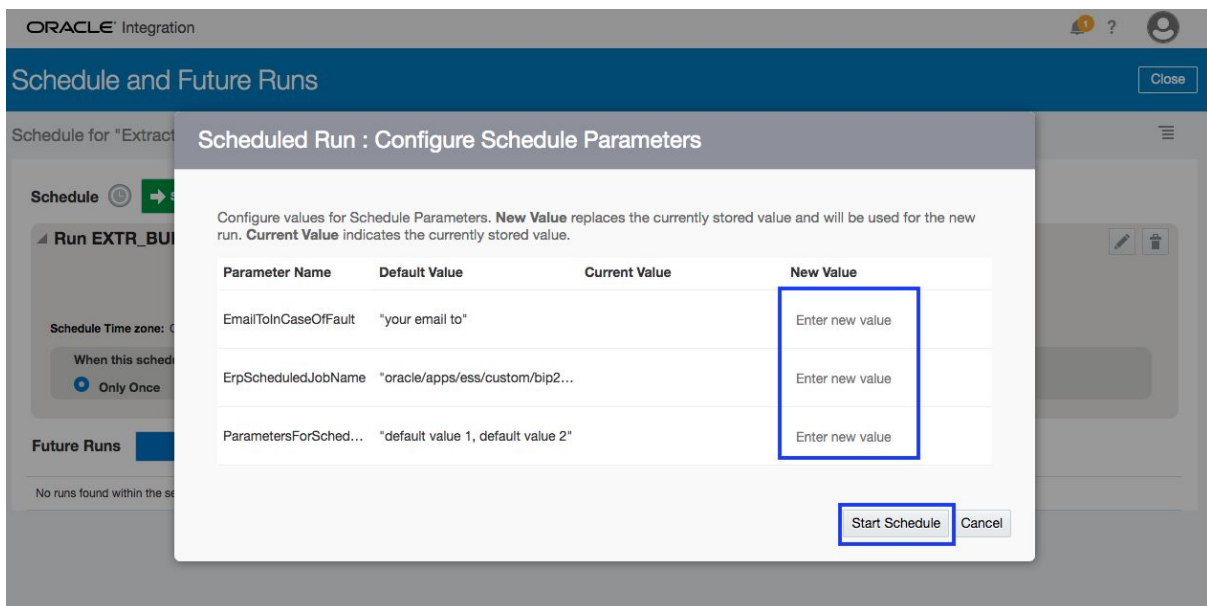 ORACLE Integration
1
?
Schedule and Future Runs
Close
Schedule for "Extract
Scheduled Run : Configure Schedule Parameters
Schedule
Configure values for Schedule Parameters. New Value replaces the currently stored value and will be used for the new
run. Current Value indicates the currently stored value.
Run EXTR_BUI
Parameter Name Default Value Current Value New Value
EmailToInCaseOfFault "your email to" Enter new value
Schedule Time zone:
When this schedu
ErpScheduledJobName "oracle/apps/ess/custom/bip2... Enter new value
Only Once
ParametersForSched... "default value 1, default value 2" Enter new value
Future Runs
No runs found within the se
Start Schedule Cancel